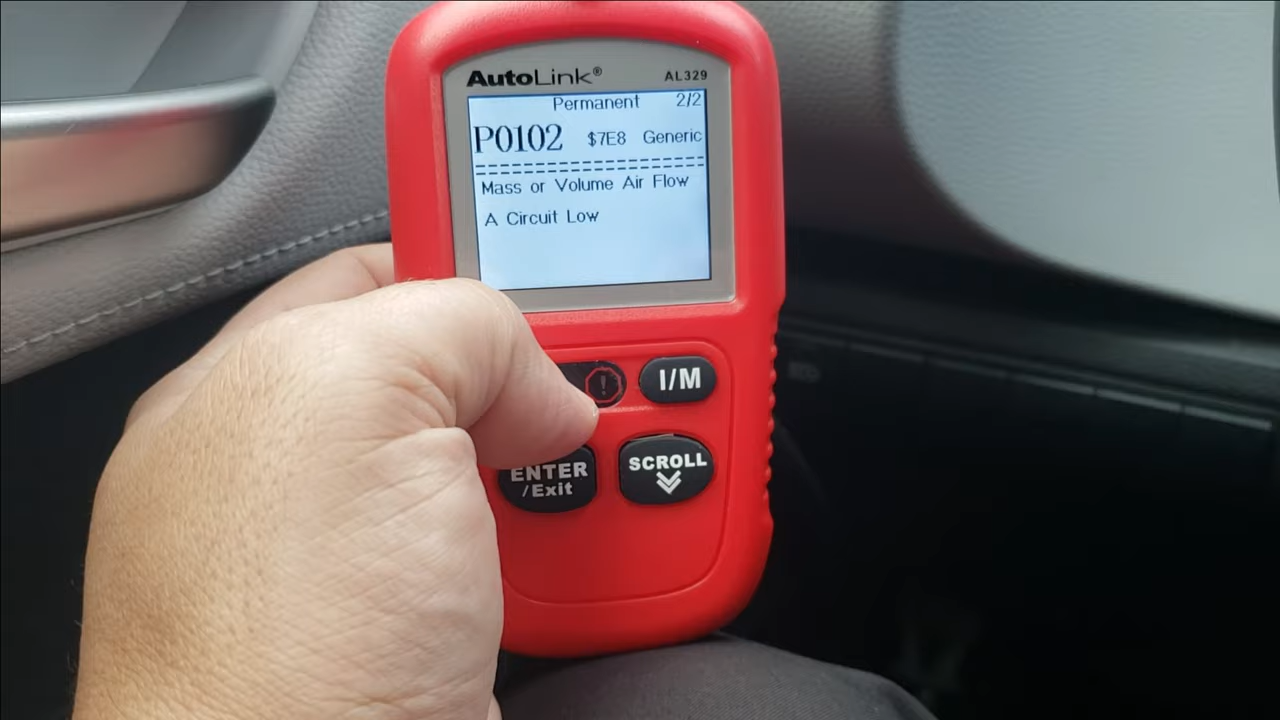 AutoLink® AL329
Permanent 2/2
P0102 $7E8 Generic
Mass or Volume Air Flow
A Circuit Low
!
I/M
ENTER
/Exit
SCROLL